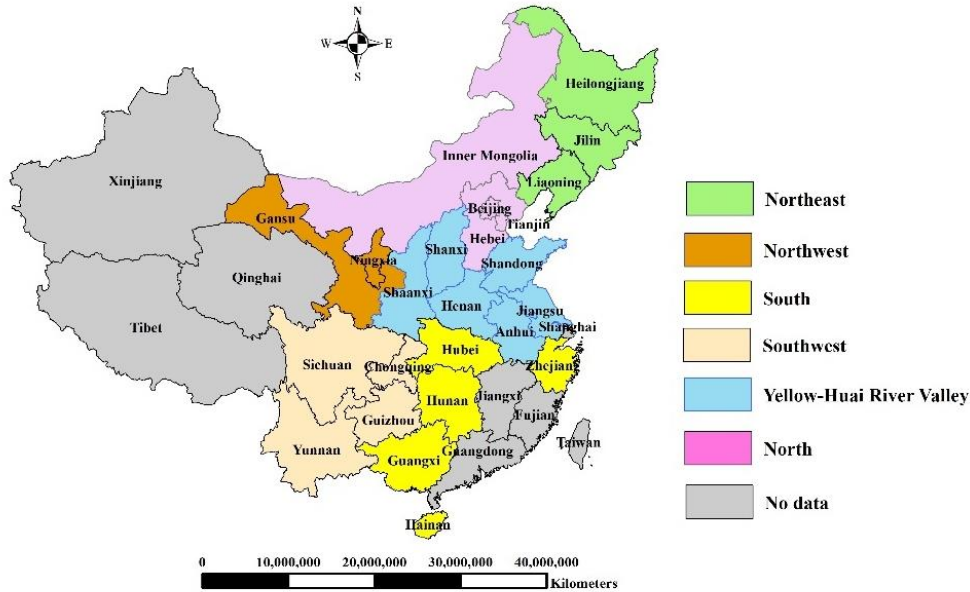 N
W E
S
Heilongjiang
Jilin
Inner Mongolia
Liaoning
Xinjiang
Beijing
Tianjin
Gansu
Hebei
Shanxi
Ningxia
Shandong
Qinghai
Shaanxi
Henan
Jiangsu
Tibet
Anhui
Shanghai
Hubei
Sichuan
Chongqing
Zhejiang
Hunan
Jiangxi
Guizhou
Fujian
Yunnan
Guangxi
Guangdong
Taiwan
Hainan
Northeast
Northwest
South
Southwest
Yellow-Huai River Valley
North
No data
0 10,000,000 20,000,000 30,000,000 40,000,000
Kilometers